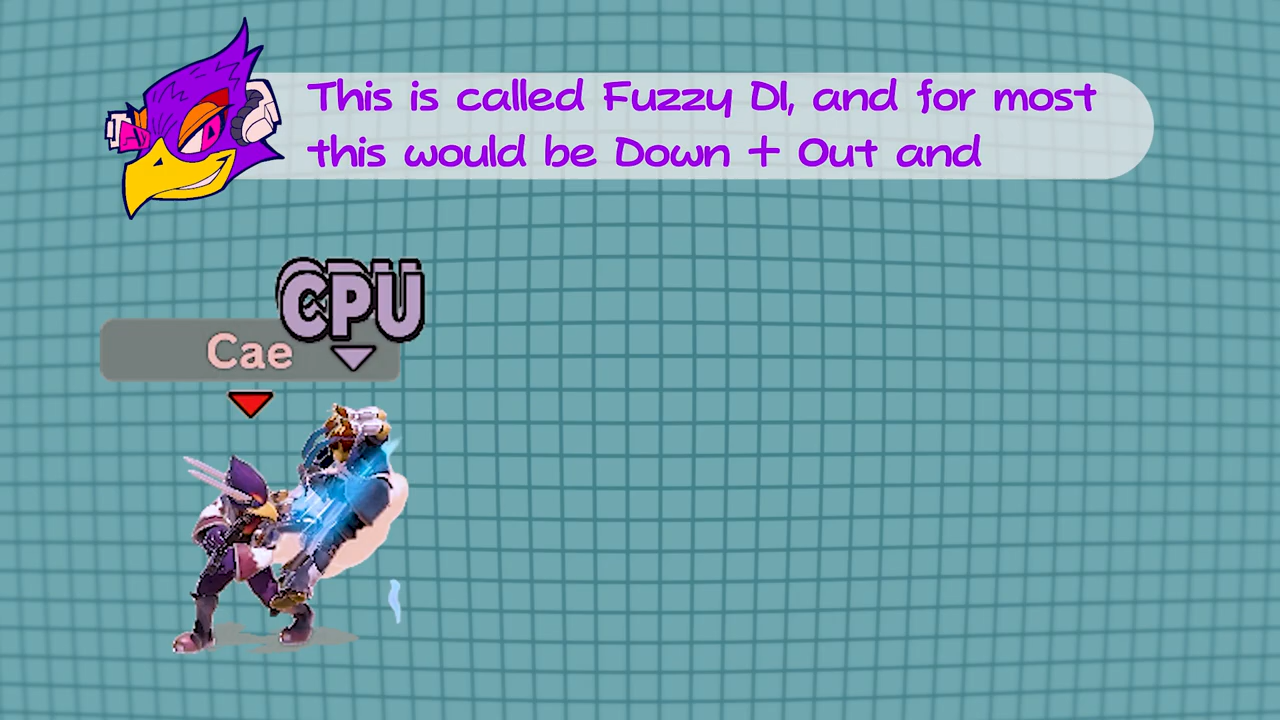 This is called Fuzzy DI, and for most
this would be Down + Out and
CPU
Cae